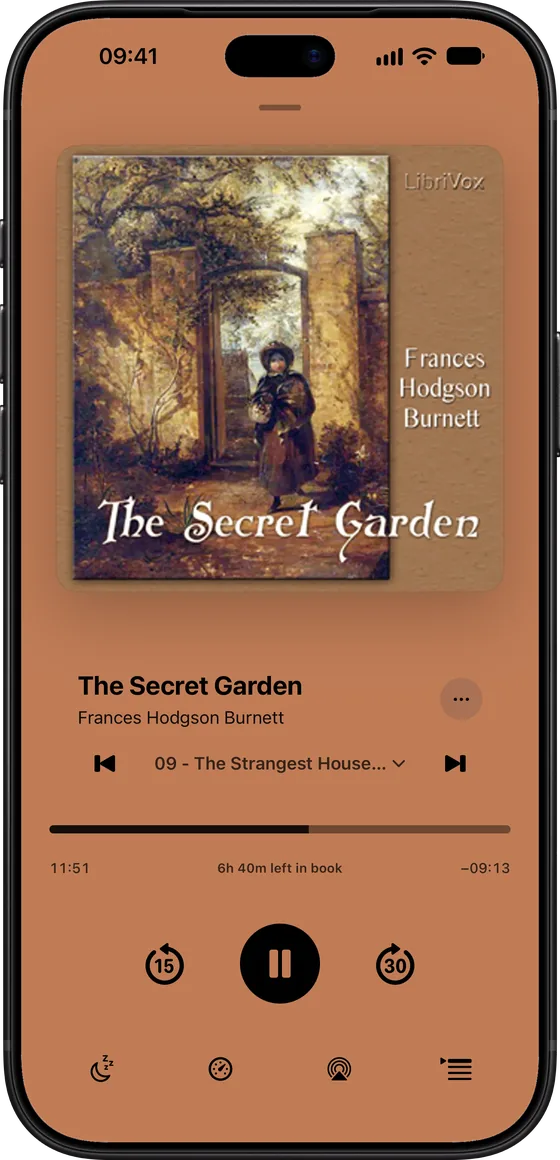 09:41
LibriVox
Frances
Hodgson
Burnett
The Secret Garden
The Secret Garden
Frances Hodgson Burnett
09 - The Strangest House...
11:51 6h 40m left in book −09:13
15 30
z z z